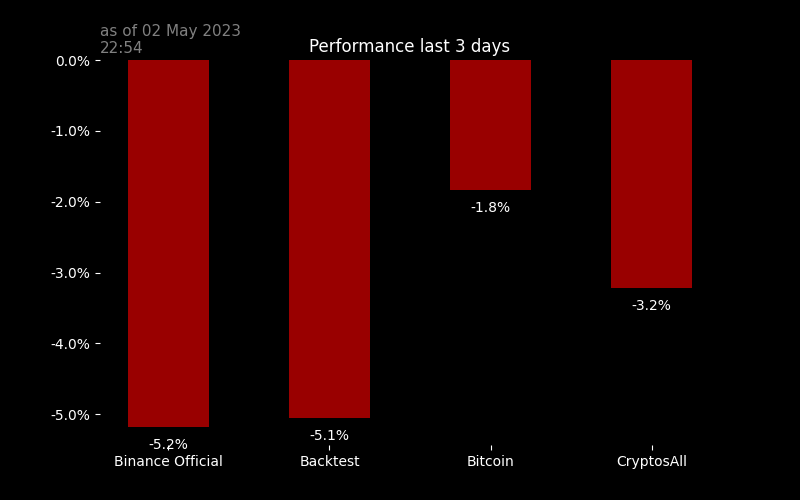 as of 02 May 2023
22:54
Performance last 3 days
0.0%
-1.0%
-2.0%
-3.0%
-4.0%
-5.0%
-5.2%
-5.1%
-1.8%
-3.2%
Binance Official
Backtest
Bitcoin
CryptosAll